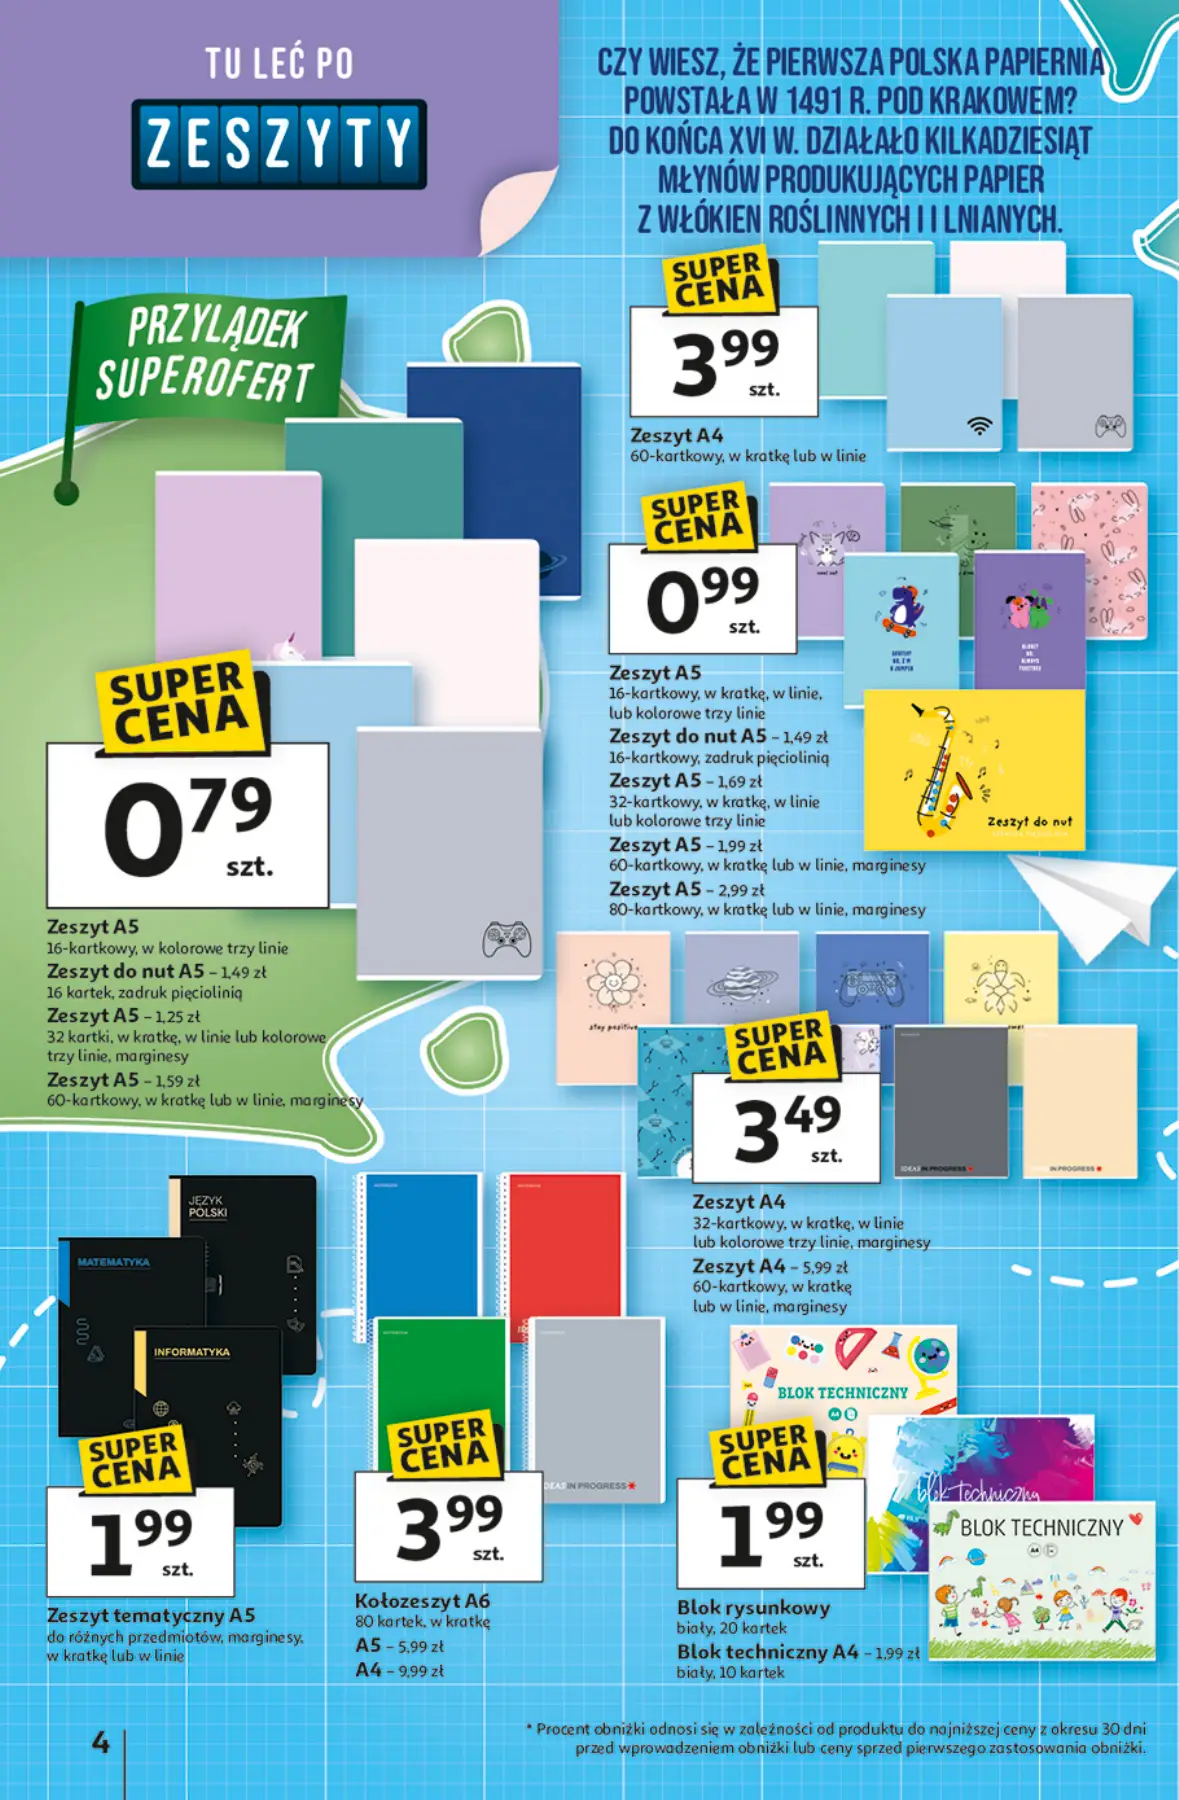 TU LEĆ PO
ZESZYTY
CZY WIESZ, ŻE PIERWSZA POLSKA PAPIERNIA
POWSTAŁA W 1491 R. POD KRAKOWEM?
DO KOŃCA XVI W. DZIAŁAŁO KILKADZIESIĄT
MŁYNÓW PRODUKUJĄCYCH PAPIER
Z WŁÓKIEN ROŚLINNYCH I I LNIANYCH.
PRZYLĄDEK
SUPEROFERT
SUPER
CENA
0 79
szt.
Zeszyt A5
16-kartkowy, w kolorowe trzy linie
Zeszyt do nut A5 – 1,49 zł
16 kartek, zadruk pięciolinią
Zeszyt A5 – 1,25 zł
32 kartki, w kratkę, w linie lub kolorowe
trzy linie, marginesy
Zeszyt A5 – 1,59 zł
60-kartkowy, w kratkę lub w linie, marginesy
SUPER
CENA
3 99
szt.
Zeszyt A4
60-kartkowy, w kratkę lub w linie
SUPER
CENA
0 99
szt.
Zeszyt A5
16-kartkowy, w kratkę, w linie,
lub kolorowe trzy linie
Zeszyt do nut A5 – 1,49 zł
16-kartkowy, zadruk pięciolinią
Zeszyt A5 – 1,69 zł
32-kartkowy, w kratkę, w linie
lub kolorowe trzy linie
Zeszyt A5 – 1,99 zł
60-kartkowy, w kratkę lub w linie, marginesy
Zeszyt A5 – 2,99 zł
80-kartkowy, w kratkę lub w linie, marginesy
Zeszyt do nut
stay positive
SUPER
CENA
3 49
szt.
IDEAS IN PROGRESS
IN PROGRESS
Zeszyt A4
32-kartkowy, w kratkę, w linie
lub kolorowe trzy linie, marginesy
Zeszyt A4 – 5,99 zł
60-kartkowy, w kratkę
lub w linie, marginesy
JĘZYK
POLSKI
MATEMATYKA
INFORMATYKA
SUPER
CENA
1 99
szt.
Zeszyt tematyczny A5
do różnych przedmiotów, marginesy,
w kratkę lub w linie
SUPER
CENA
IDEAS IN PROGRESS
3 99
szt.
Kołozeszyt A6
80 kartek, w kratkę
A5 – 5,99 zł
A4 – 9,99 zł
BLOK TECHNICZNY
A4
SUPER
CENA
blok techniczny
BLOK TECHNICZNY
A4
1 99
szt.
Blok rysunkowy
biały, 20 kartek
Blok techniczny A4 – 1,99 zł
biały, 10 kartek
* Procent obniżki odnosi się w zależności od produktu do najniższej ceny z okresu 30 dni
przed wprowadzeniem obniżki lub ceny sprzed pierwszego zastosowania obniżki.
4